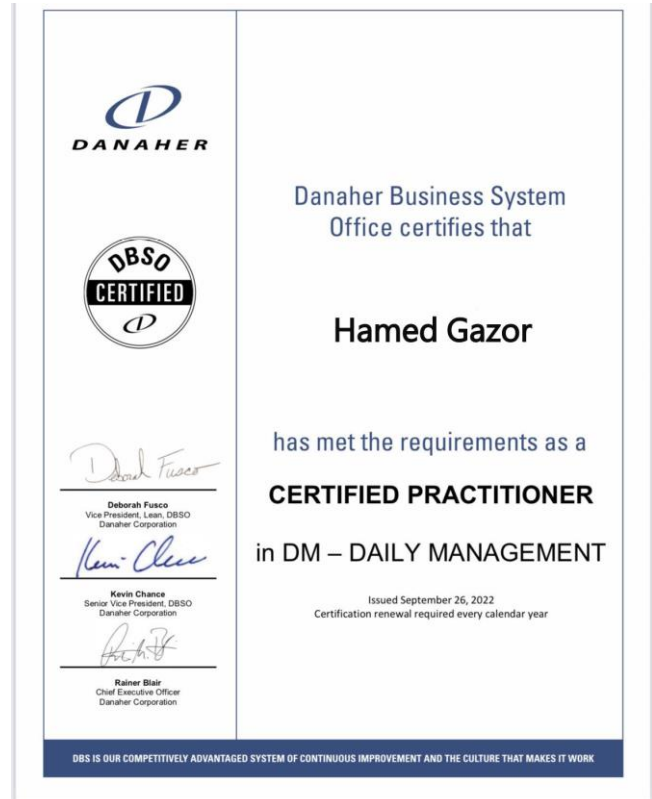 DANAHER
DBSO
CERTIFIED
Danaher Business System
Office certifies that
Hamed Gazor
has met the requirements as a
CERTIFIED PRACTITIONER
in DM – DAILY MANAGEMENT
Issued September 26, 2022
Certification renewal required every calendar year
Deborah Fusco
Deborah Fusco
Vice President, Lean, DBSO
Danaher Corporation
Kevin Chance
Senior Vice President, DBSO
Danaher Corporation
Rainer Blair
Chief Executive Officer
Danaher Corporation
DBS IS OUR COMPETITIVELY ADVANTAGED SYSTEM OF CONTINUOUS IMPROVEMENT AND THE CULTURE THAT MAKES IT WORK